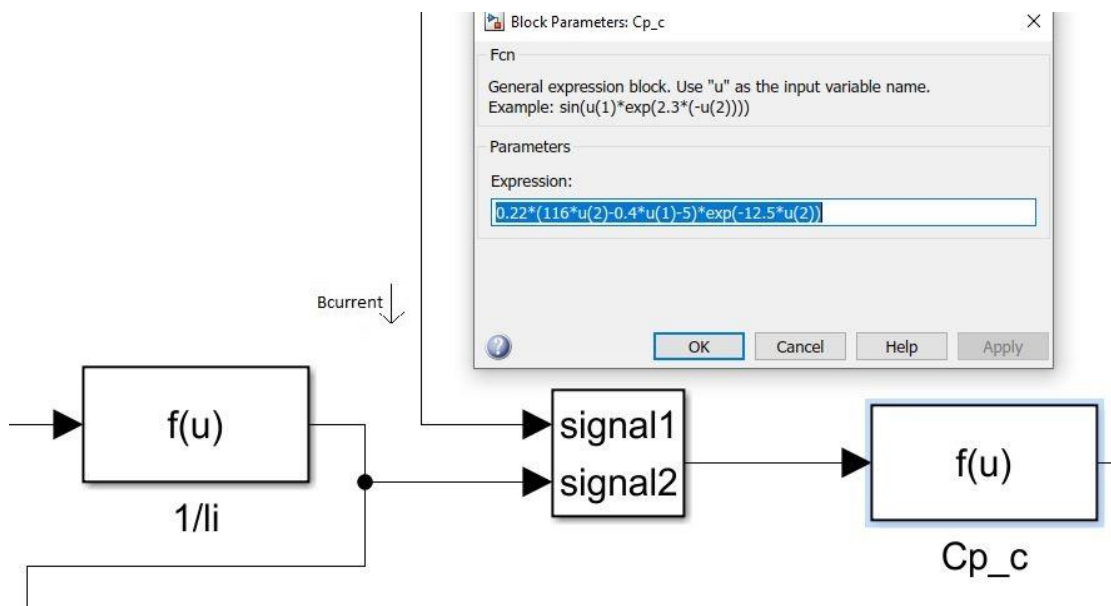 Block Parameters: Cp_c
Fcn
General expression block. Use "u" as the input variable name.
Example: sin(u(1)*exp(2.3*(-u(2))))
Parameters
Expression:
0.22*(116*u(2)-0.4*u(1)-5)*exp(-12.5*u(2))
OK Cancel Help Apply
Bcurrent
f(u)
1/li
signal1
signal2
f(u)
Cp_c